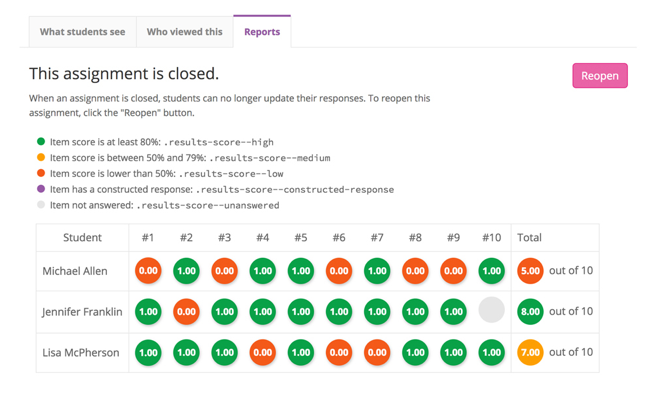 What students see Who viewed this Reports
This assignment is closed.
Reopen
When an assignment is closed, students can no longer update their responses. To reopen this
assignment, click the "Reopen" button.
Item score is at least 80%: .results-score--high
Item score is between 50% and 79%: .results-score--medium
Item score is lower than 50%: .results-score--low
Item has a constructed response: .results-score--constructed-response
Item not answered: .results-score--unanswered
Student #1 #2 #3 #4 #5 #6 #7 #8 #9 #10 Total
Michael Allen 0.00 1.00 0.00 1.00 1.00 0.00 1.00 0.00 0.00 1.00 5.00 out of 10
Jennifer Franklin 1.00 0.00 1.00 1.00 1.00 1.00 1.00 1.00 1.00 8.00 out of 10
Lisa McPherson 1.00 1.00 1.00 0.00 1.00 0.00 0.00 1.00 1.00 1.00 7.00 out of 10